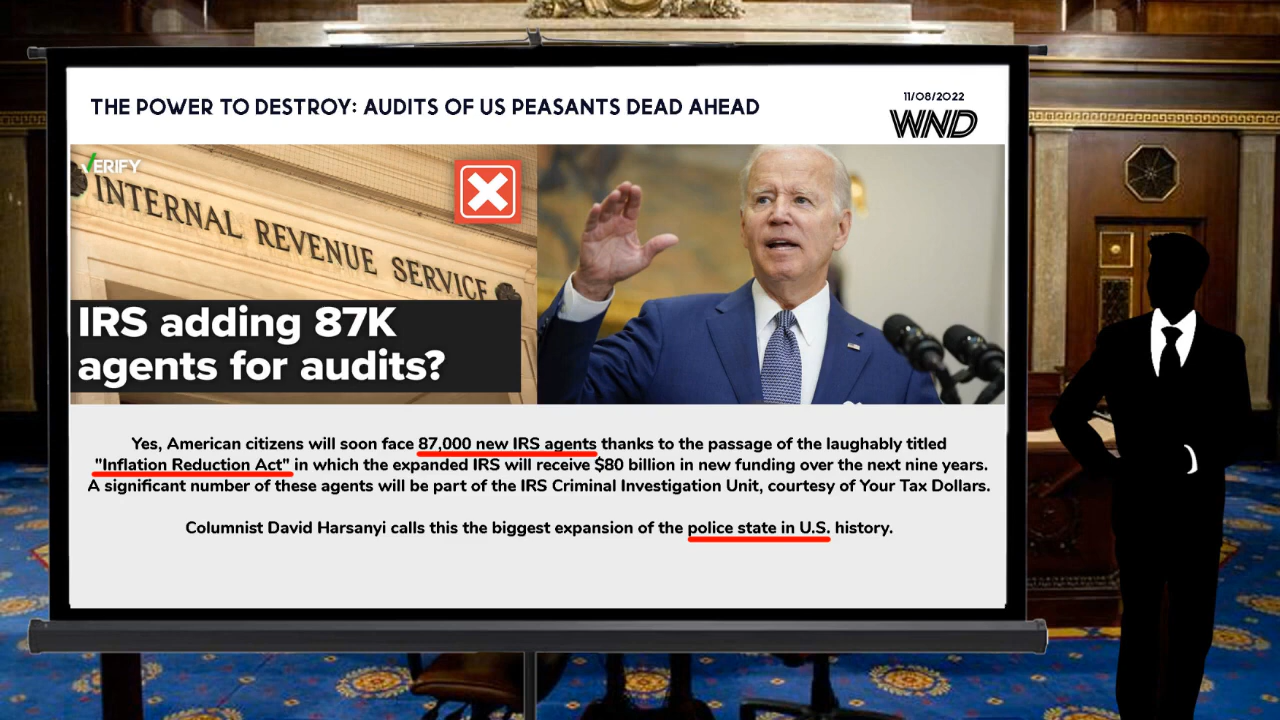 THE POWER TO DESTROY: AUDITS OF US PEASANTS DEAD AHEAD
11/08/2022
WND
VERIFY
INTERNAL REVENUE SERVICE
IRS adding 87K
agents for audits?
Yes, American citizens will soon face 87,000 new IRS agents thanks to the passage of the laughably titled
"Inflation Reduction Act" in which the expanded IRS will receive $80 billion in new funding over the next nine years.
A significant number of these agents will be part of the IRS Criminal Investigation Unit, courtesy of Your Tax Dollars.
Columnist David Harsanyi calls this the biggest expansion of the police state in U.S. history.